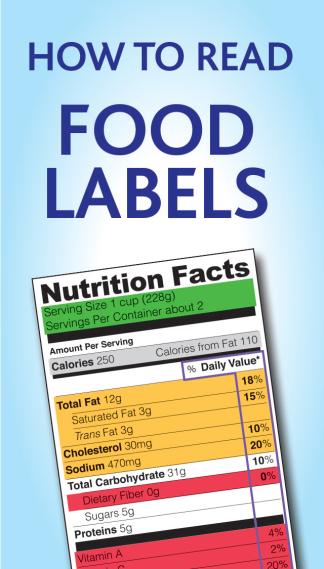 HOW TO READ
FOOD
LABELS
Nutrition Facts
Serving Size 1 cup (228g)
Servings Per Container about 2
Amount Per Serving
Calories 250 Calories from Fat 110
% Daily Value*
Total Fat 12g 18%
Saturated Fat 3g 15%
Trans Fat 3g
Cholesterol 30mg 10%
Sodium 470mg 20%
Total Carbohydrate 31g 10%
Dietary Fiber 0g 0%
Sugars 5g
Proteins 5g
Vitamin A 4%
2%
20%